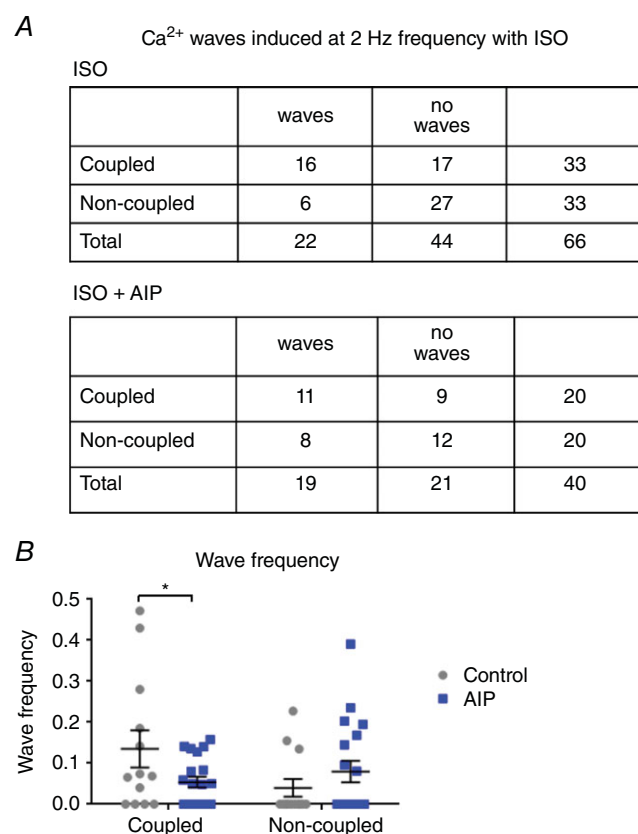 A
Ca2+ waves induced at 2 Hz frequency with ISO
ISO
waves no waves
Coupled 16 17 33
Non-coupled 6 27 33
Total 22 44 66
ISO + AIP
waves no waves
Coupled 11 9 20
Non-coupled 8 12 20
Total 19 21 40
B
Wave frequency
*
0.5
0.4
0.3
0.2
0.1
0.0
Wave frequency
Control
AIP
Coupled Non-coupled